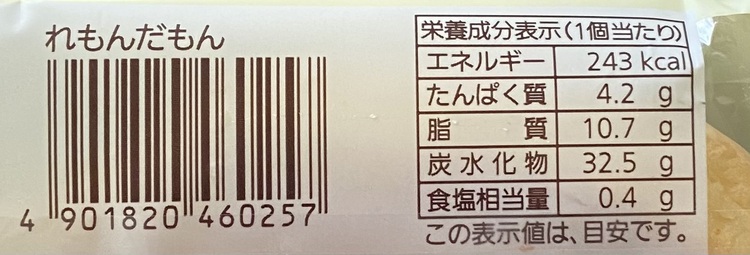 れもんだもん
4 901820 460257
栄養成分表示(1個当たり)
エネルギー 243 kcal
たんぱく質 4.2 g
脂質 10.7 g
炭水化物 32.5 g
食塩相当量 0.4 g
この表示値は、目安です。